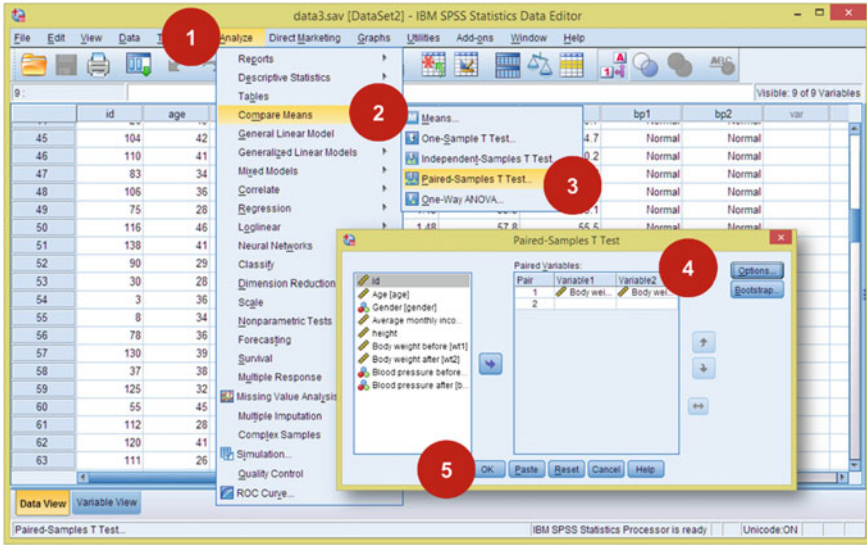 data3.sav [DataSet2] - IBM SPSS Statistics Data Editor
File Edit View Data Analyze Direct Marketing Graphs Utilities Add-ons Window Help
1
9 :
Visible: 9 of 9 Variables
id age bp1 bp2 var
45 104 42 4.7 Normal Normal
46 110 41 0.2 Normal Normal
47 83 34 Normal Normal
48 106 36 Normal Normal
49 75 28 Normal Normal
50 116 46 1.48 57.8 55.5 Normal Normal
51 138 41
52 90 29
53 30 28
54 3 36
55 8 34
56 78 36
57 130 39
58 37 38
59 125 32
60 55 45
61 112 28
62 120 41
63 111 26
Reports
Descriptive Statistics
Tables
Compare Means
General Linear Model
Generalized Linear Models
Mixed Models
Correlate
Regression
Loglinear
Neural Networks
Classify
Dimension Reduction
Scale
Nonparametric Tests
Forecasting
Survival
Multiple Response
Missing Value Analysis
Multiple Imputation
Complex Samples
Simulation...
Quality Control
ROC Curve...
2
Means...
One-Sample T Test...
Independent-Samples T Test...
Paired-Samples T Test...
One-Way ANOVA...
3
Paired-Samples T Test
id
Age [age]
Gender [gender]
Average monthly inco...
height
Body weight before [wt1]
Body weight after [wt2]
Blood pressure before...
Blood pressure after [b...
Paired Variables:
Pair Variable1 Variable2
1 Body wei... Body wei...
2
4
Options...
Bootstrap...
5
OK Paste Reset Cancel Help
Data View Variable View
Paired-Samples T Test...
IBM SPSS Statistics Processor is ready
Unicode:ON